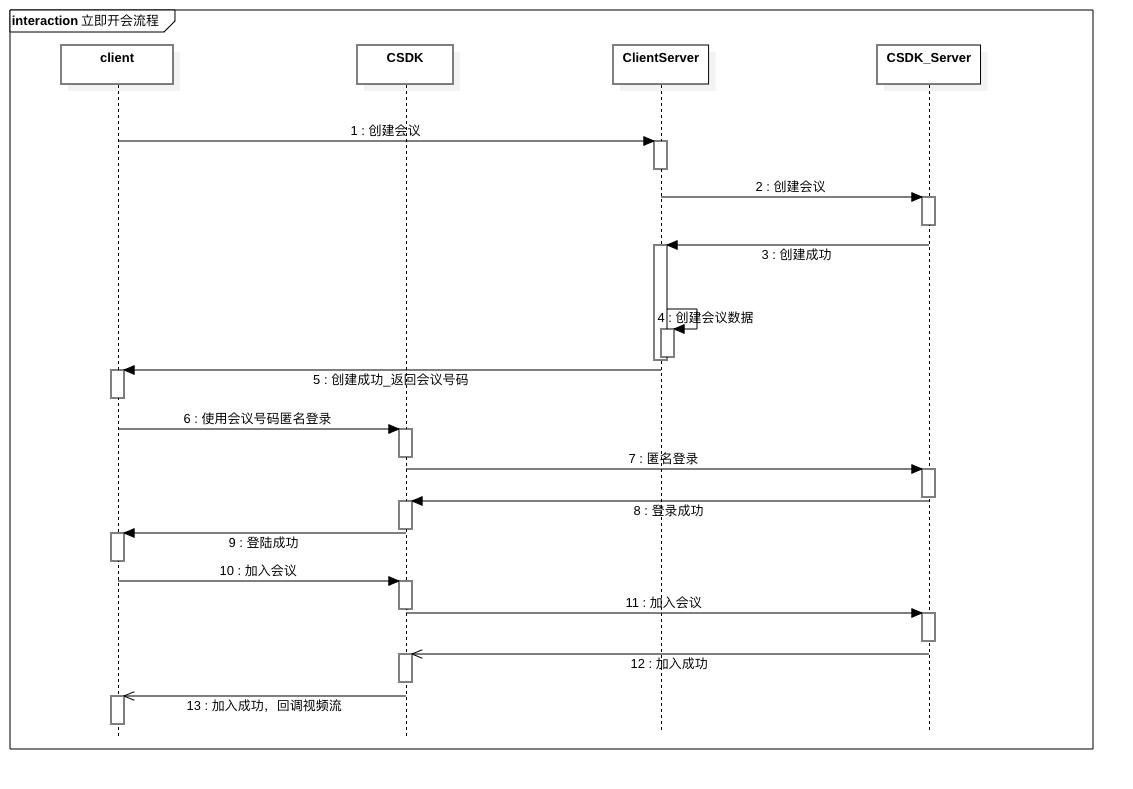 interaction 立即开会流程
client
CSDK
ClientServer
CSDK_Server
1 : 创建会议
2 : 创建会议
3 : 创建成功
4 : 创建会议数据
5 : 创建成功_返回会议号码
6 : 使用会议号码匿名登录
7 : 匿名登录
8 : 登录成功
9 : 登陆成功
10 : 加入会议
11 : 加入会议
12 : 加入成功
13 : 加入成功，回调视频流